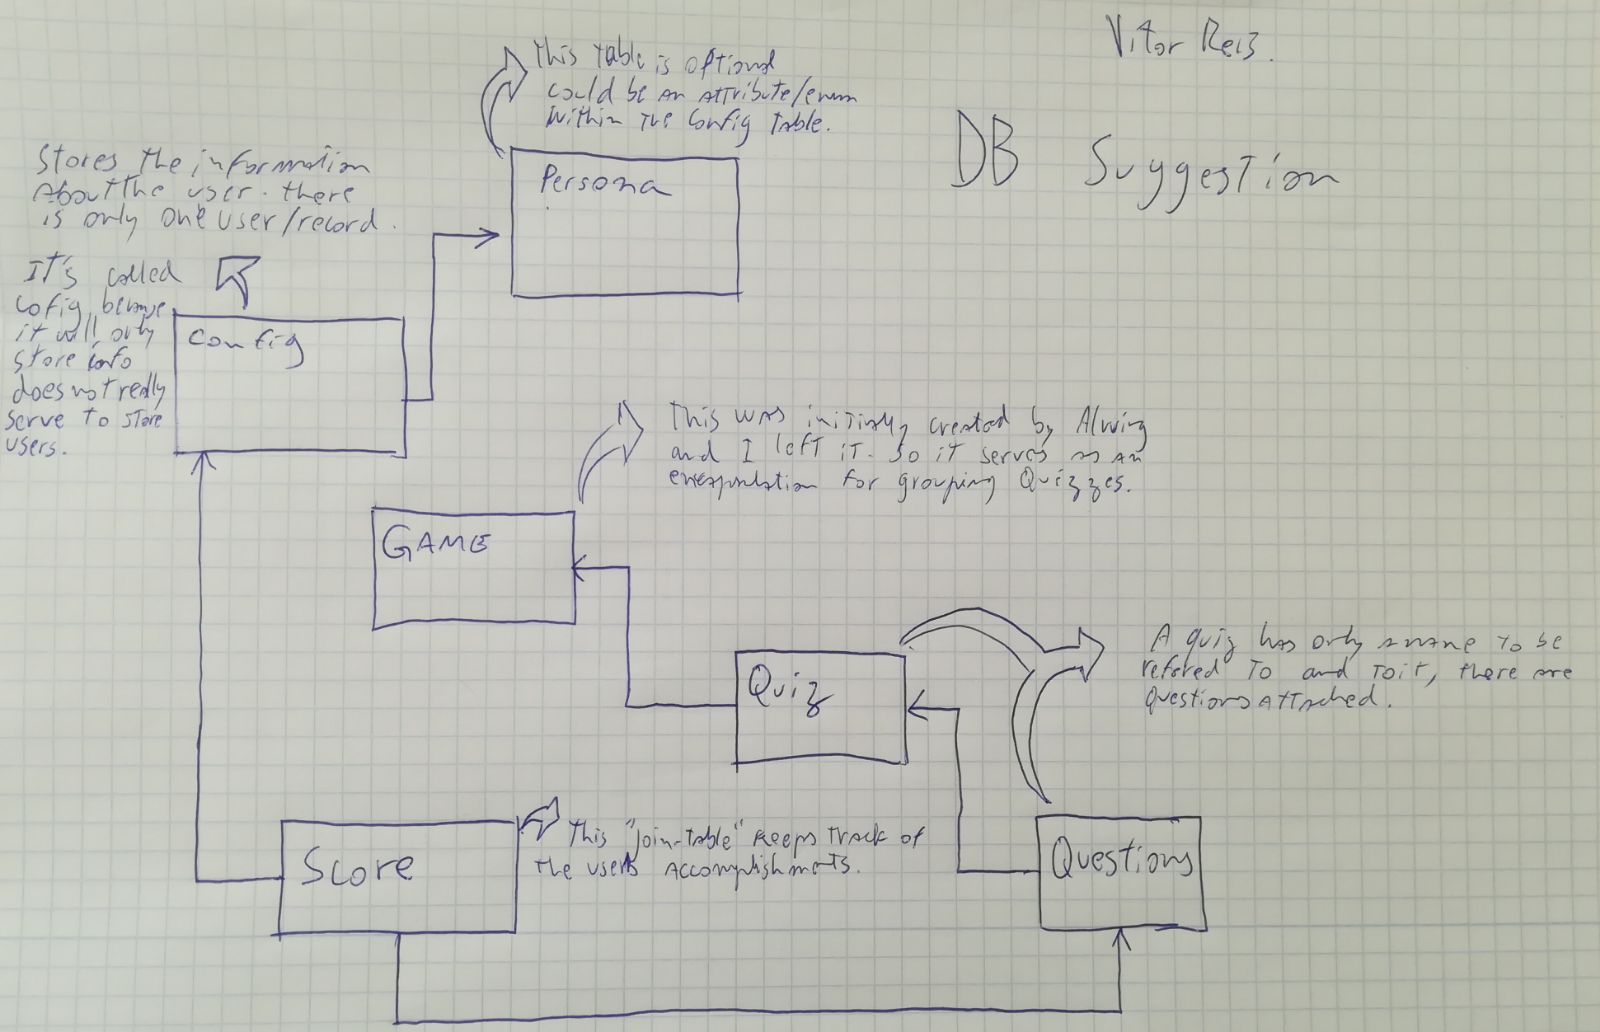 Vitor Reis.
DB Suggestion
This table is optional
could be an attribute/enum
within the config table.
Persona
Stores the information
About the user. there
is only one user/record.
It's called
cofig, because
it will only
store info
does not really
serve to store
users.
config
This was initially created by
and I left it. So it serves as an
encapsulation for grouping Quizzes.
GAME
Quiz
A quiz has only a name to be
refered to and to it, there are
questions attached.
Score
This "join-table" keeps track of
the users accomplishments.
Questions